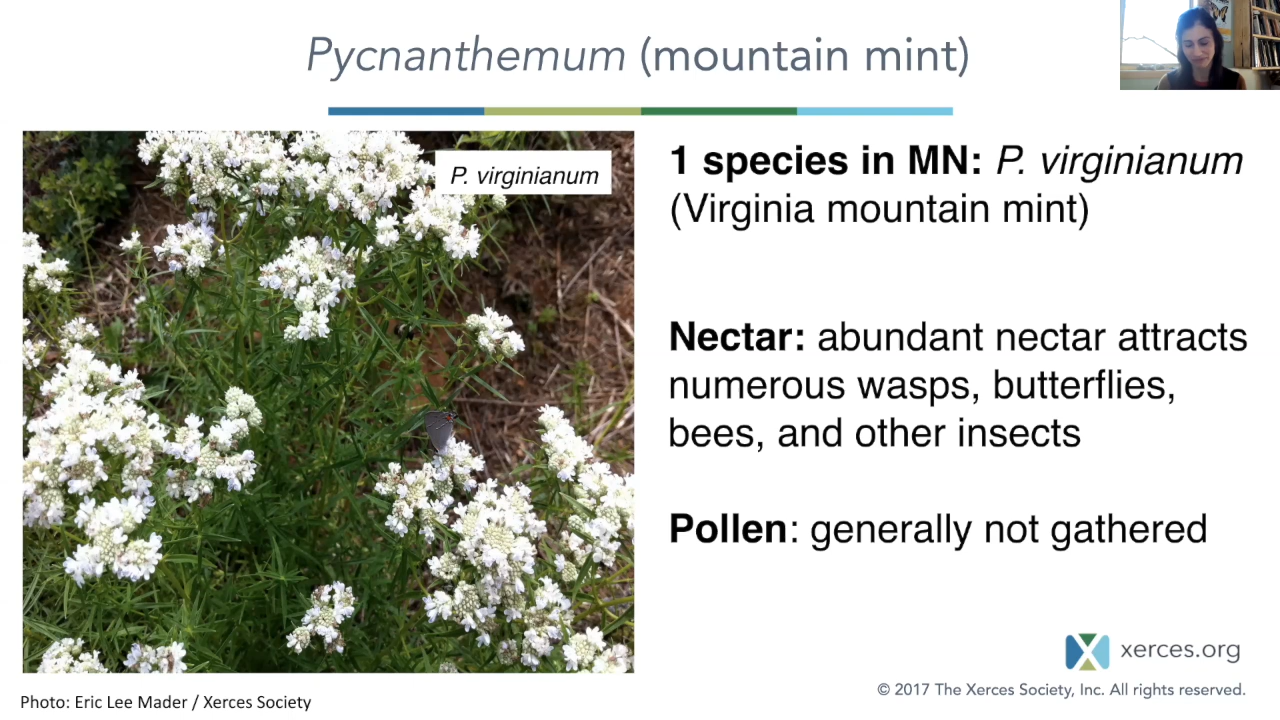 Pycnanthemum (mountain mint)
P. virginianum
1 species in MN: P. virginianum
(Virginia mountain mint)
Nectar: abundant nectar attracts
numerous wasps, butterflies,
bees, and other insects
Pollen: generally not gathered
xerces.org
© 2017 The Xerces Society, Inc. All rights reserved.
Photo: Eric Lee Mader / Xerces Society